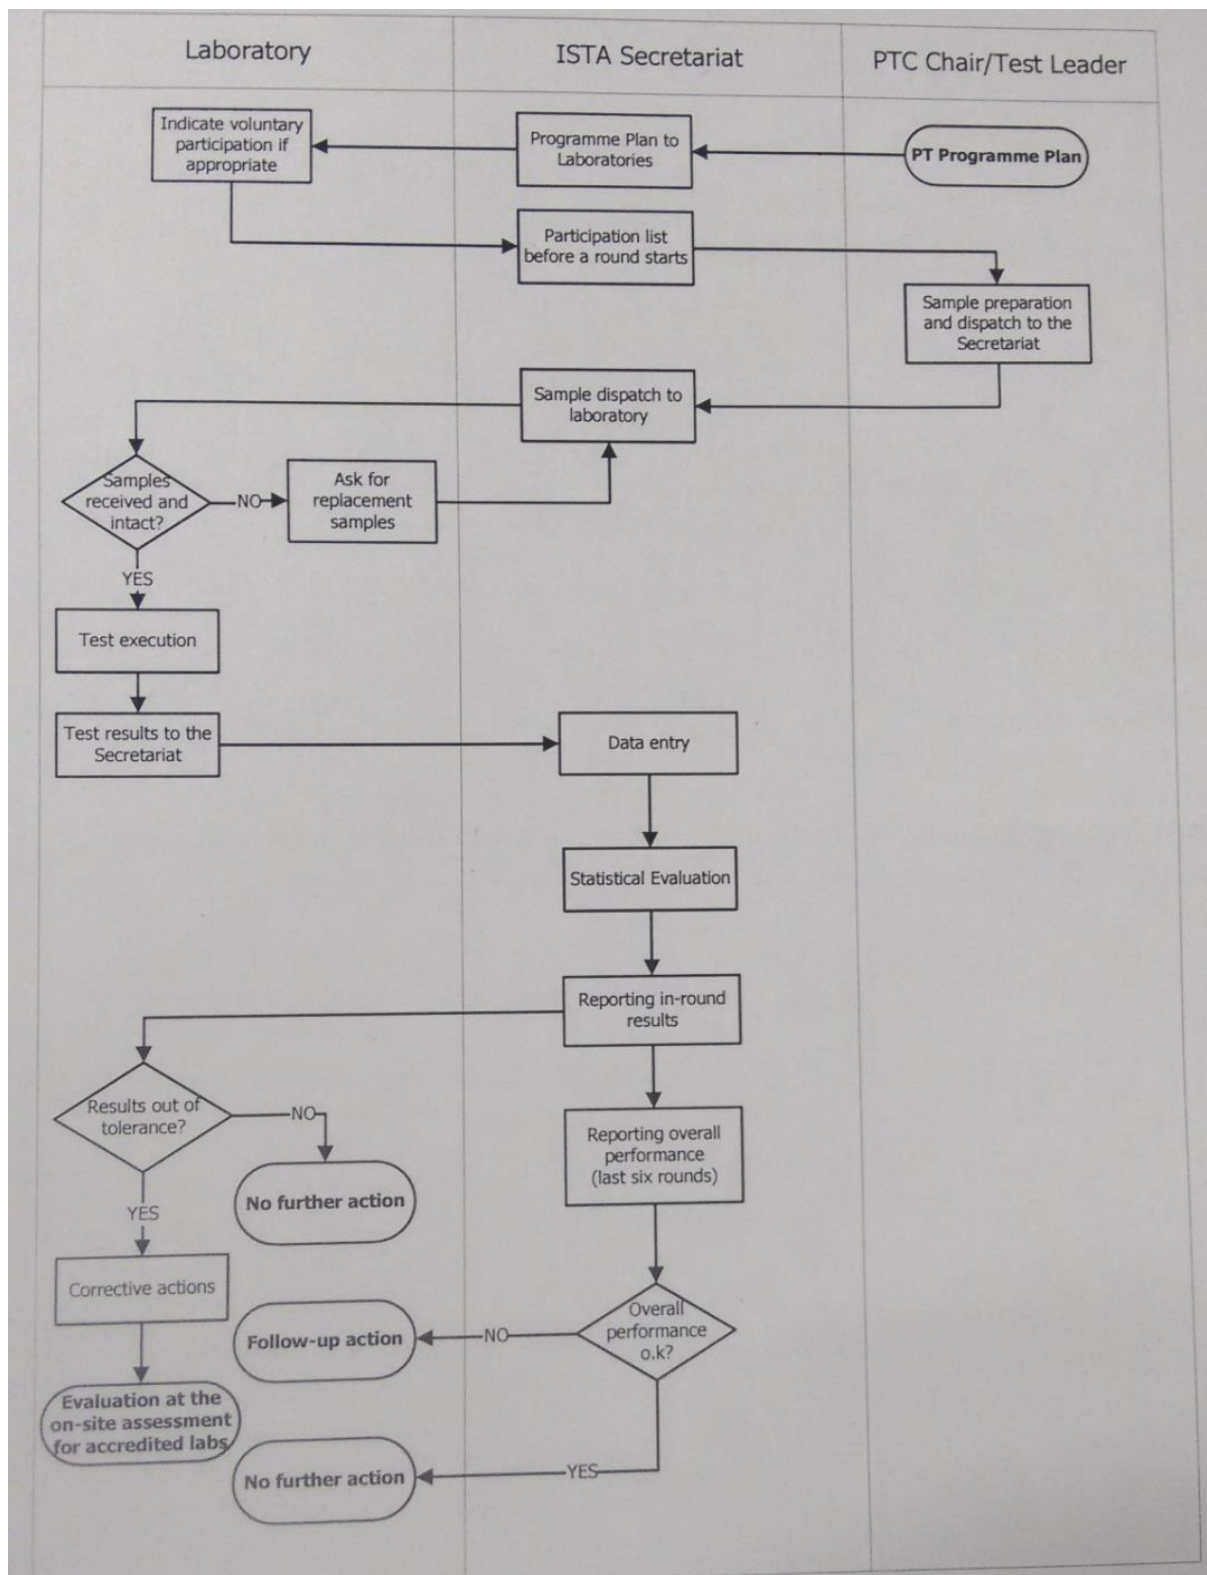 Laboratory
ISTA Secretariat
PTC Chair/Test Leader
Indicate voluntary
participation if
appropriate
Programme Plan to
Laboratories
PT Programme Plan
Participation list
before a round starts
Sample preparation
and dispatch to the
Secretariat
Sample dispatch to
laboratory
Samples
received and
intact?
NO
Ask for
replacement
samples
YES
Test execution
Test results to the
Secretariat
Data entry
Statistical Evaluation
Reporting in-round
results
Results out of
tolerance?
NO
No further action
Reporting overall
performance
(last six rounds)
YES
Corrective actions
Overall
performance
o.k?
NO
Follow-up action
Evaluation at the
on-site assessment
for accredited labs
YES
No further action